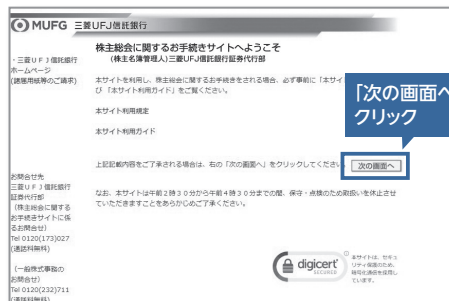 MUFG 三菱UFJ信託銀行
・三菱UFJ信託銀行
ホームページ
(諸届用紙等のご請求)
株主総会に関するお手続きサイトへようこそ
(株主名簿管理人)三菱UFJ信託銀行証券代行部
本サイトを利用し、株主総会に関するお手続きをされる場合、必ず事前に「本サイ
び 「本サイト利用ガイド」をご覧ください。
本サイト利用規定
本サイト利用ガイド
「次の画面へ
クリック
上記記載内容をご了承される場合は、右の「次の画面へ」をクリックしてください。
次の画面へ
なお、本サイトは午前2時30分から午前4時30分までの間、保守・点検のため取扱いを休止させ
ていただきますことをあらかじめご了承ください。
お問合せ先
三菱UFJ信託銀行
証券代行部
(株主総会に関する
お手続きサイトに係
るお問合せ)
Tel 0120(173)027
(通話料無料)
(一般株式事務の
お問合せ)
Tel 0120(232)711
(通話料無料)
digicert
SECURED
本サイトは、セキュ
リティ保護のため、
暗号化通信を採用し
ています。